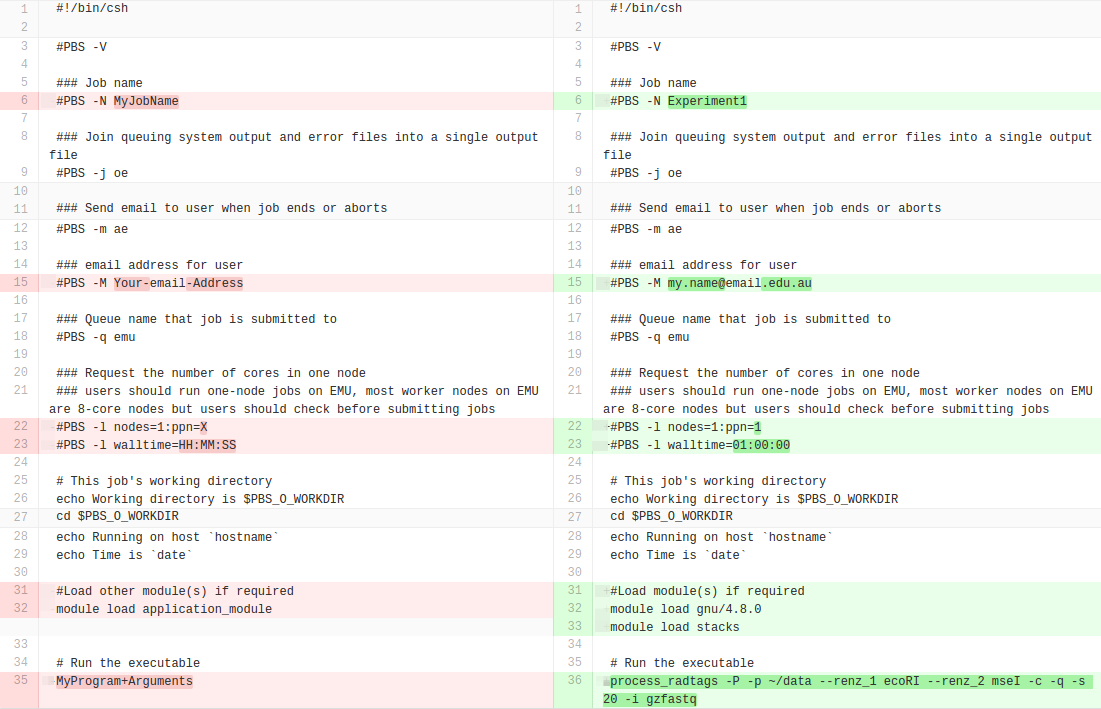 1 #!/bin/csh
2
3 #PBS -V
4
5 ### Job name
6 #PBS -N MyJobName
7
8 ### Join queuing system output and error files into a single output
file
9 #PBS -j oe
10
11 ### Send email to user when job ends or aborts
12 #PBS -m ae
13
14 ### email address for user
15 #PBS -M Your-email-Address
16
17 ### Queue name that job is submitted to
18 #PBS -q emu
19
20 ### Request the number of cores in one node
21 ### users should run one-node jobs on EMU, most worker nodes on EMU
are 8-core nodes but users should check before submitting jobs
22 #PBS -l nodes=1:ppn=X
23 #PBS -l walltime=HH:MM:SS
24
25 # This job's working directory
26 echo Working directory is $PBS_O_WORKDIR
27 cd $PBS_O_WORKDIR
28 echo Running on host `hostname`
29 echo Time is `date`
30
31 #Load other module(s) if required
32 module load application_module
33
34 # Run the executable
35 MyProgram+Arguments
1 #!/bin/csh
2
3 #PBS -V
4
5 ### Job name
6 #PBS -N Experiment1
7
8 ### Join queuing system output and error files into a single output
file
9 #PBS -j oe
10
11 ### Send email to user when job ends or aborts
12 #PBS -m ae
13
14 ### email address for user
15 #PBS -M my.name@email.edu.au
16
17 ### Queue name that job is submitted to
18 #PBS -q emu
19
20 ### Request the number of cores in one node
21 ### users should run one-node jobs on EMU, most worker nodes on EMU
are 8-core nodes but users should check before submitting jobs
22 #PBS -l nodes=1:ppn=1
23 #PBS -l walltime=01:00:00
24
25 # This job's working directory
26 echo Working directory is $PBS_O_WORKDIR
27 cd $PBS_O_WORKDIR
28 echo Running on host `hostname`
29 echo Time is `date`
30
31 #Load module(s) if required
32 module load gnu/4.8.0
33 module load stacks
34
35 # Run the executable
36 process_radtags -P -p ~/data --renz_1 ecoRI --renz_2 mseI -c -q -s
20 -i gzfastq